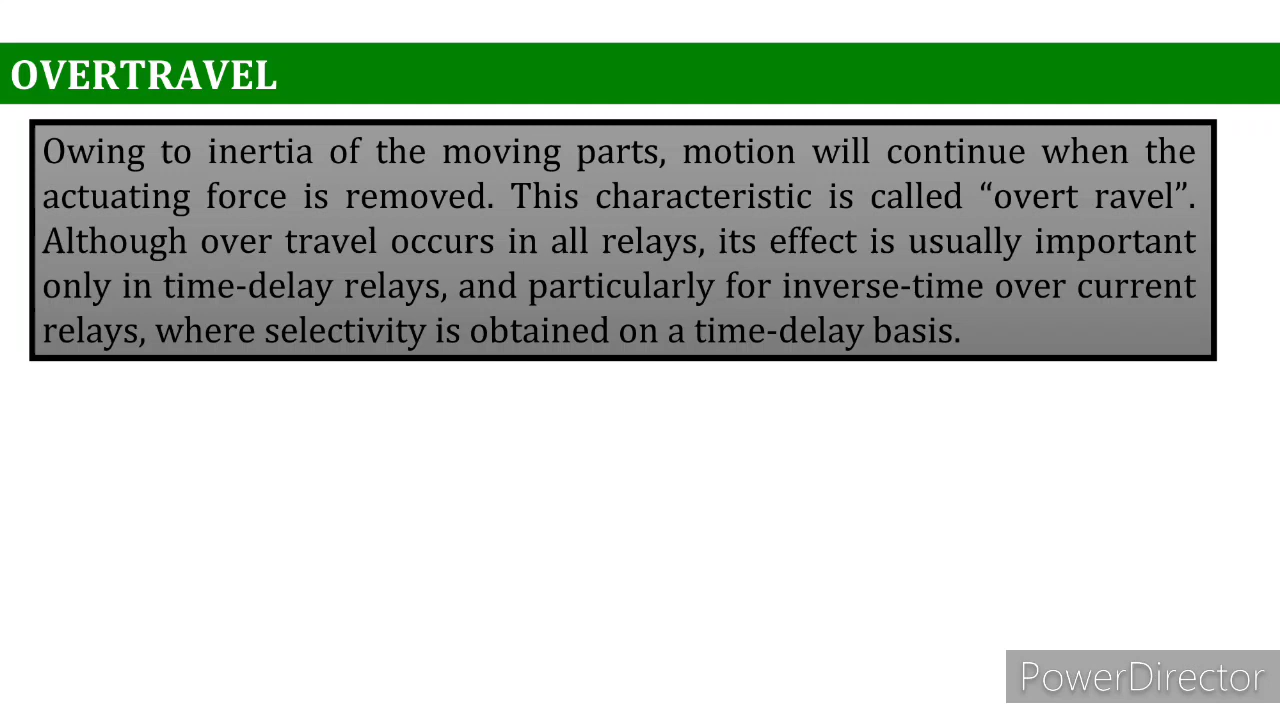 OVERTRAVEL
Owing to inertia of the moving parts, motion will continue when the
actuating force is removed. This characteristic is called “overt ravel”.
Although over travel occurs in all relays, its effect is usually important
only in time-delay relays, and particularly for inverse-time over current
relays, where selectivity is obtained on a time-delay basis.
PowerDirector